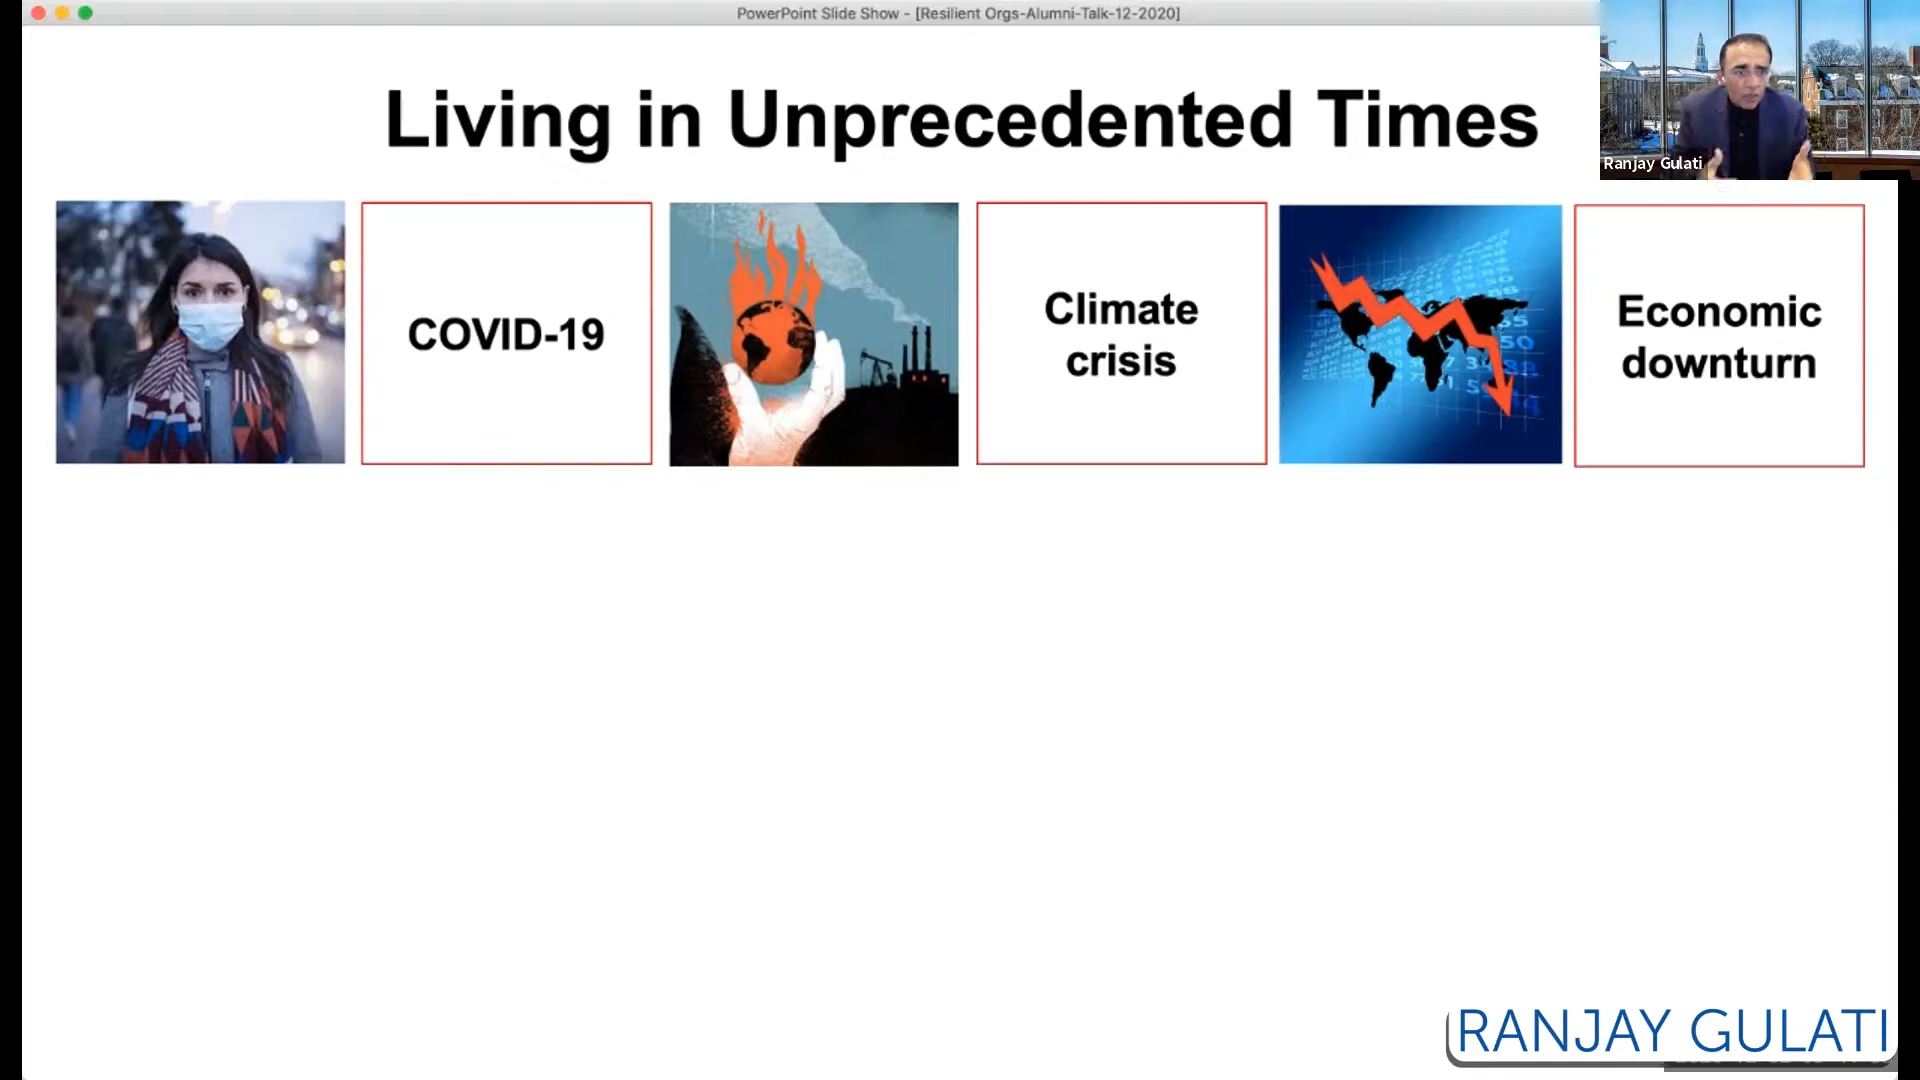 PowerPoint Slide Show - [Resilient Orgs-Alumni-Talk-12-2020]
Living in Unprecedented Times
Ranjay Gulati
COVID-19
Climate
crisis
Economic
downturn
RANJAY GULATI